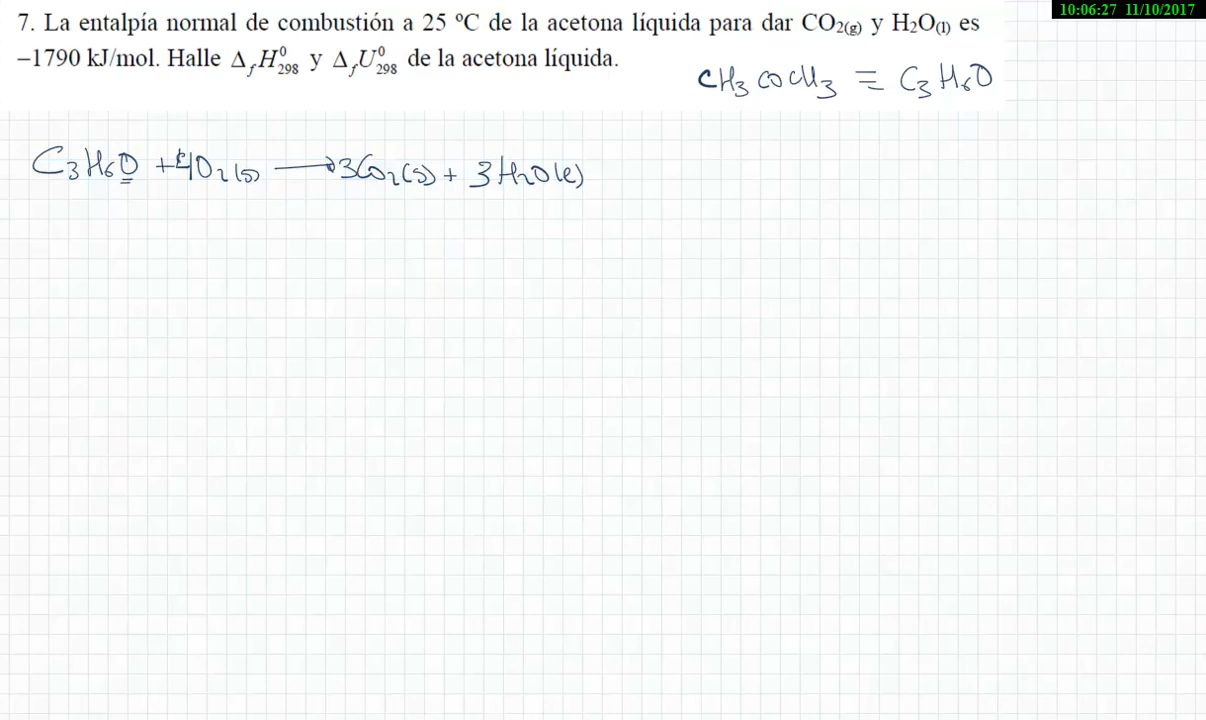 10:06:27 11/10/2017
7. La entalpía normal de combustión a 25 ºC de la acetona líquida para dar CO2(g) y H2O(l) es
–1790 kJ/mol. Halle ΔfH⁰298 y ΔfU⁰298 de la acetona líquida.
CH3COCH3 ≡ C3H6O
C3H6O + 4O2(g) → 3CO2(g) + 3H2O(l)